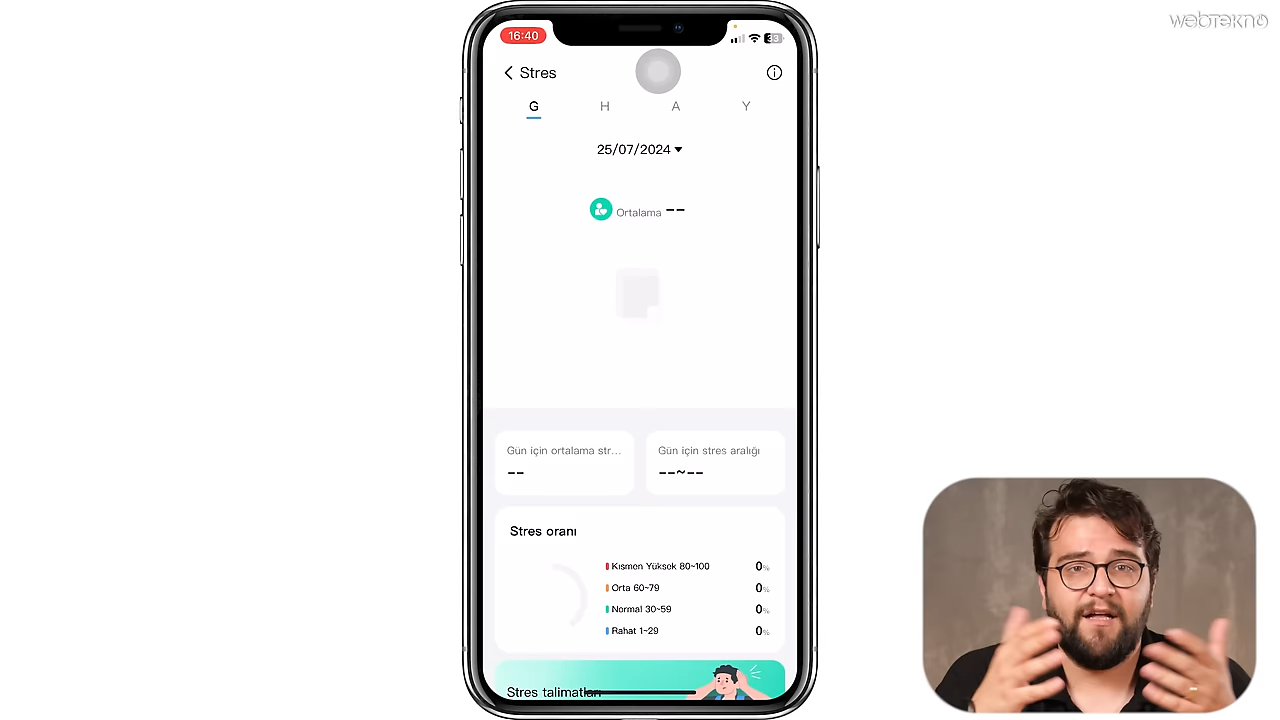 webtekno
16:40
33
Stres
G H A Y
25/07/2024
Ortalama --
Gün için ortalama str...
--
Gün için stres aralığı
--~--
Stres oranı
Kısmen Yüksek 80~100 0%
Orta 60~79 0%
Normal 30~59 0%
Rahat 1~29 0%
Stres talimatları